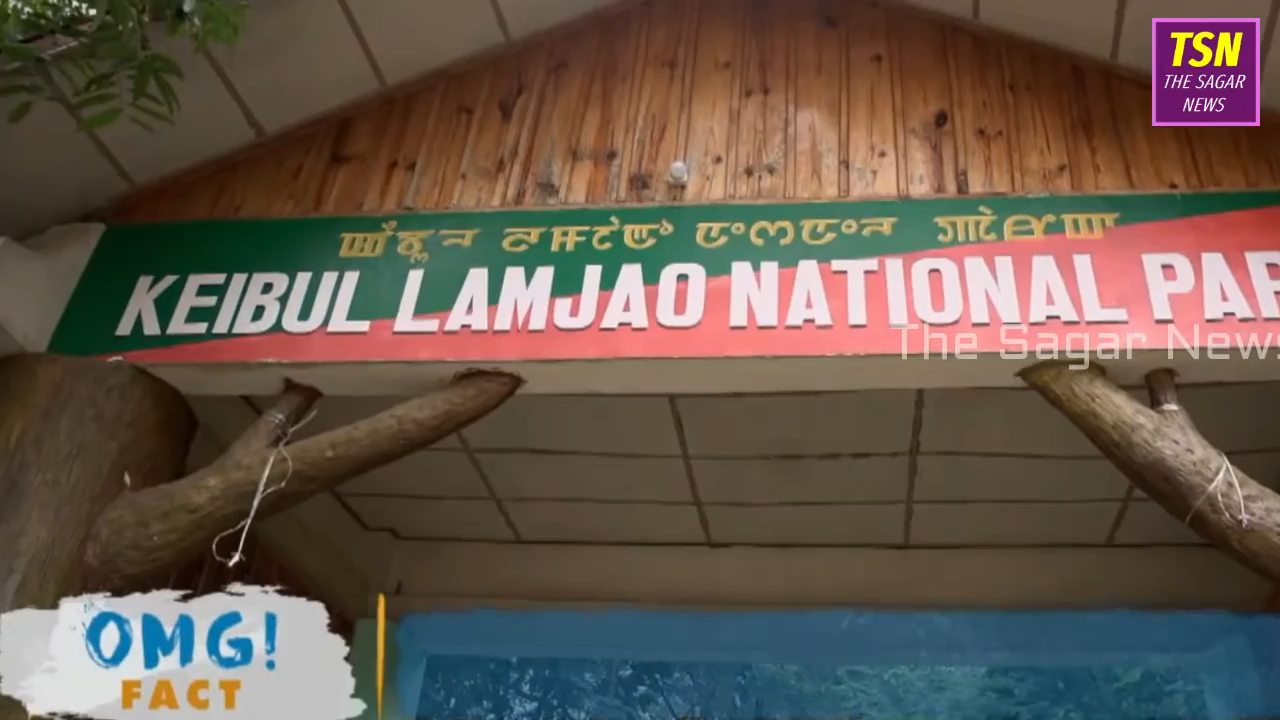 TSN
THE SAGAR
NEWS
KEIBUL LAMJAO NATIONAL PAR
The Sagar News
OMG!
FACT